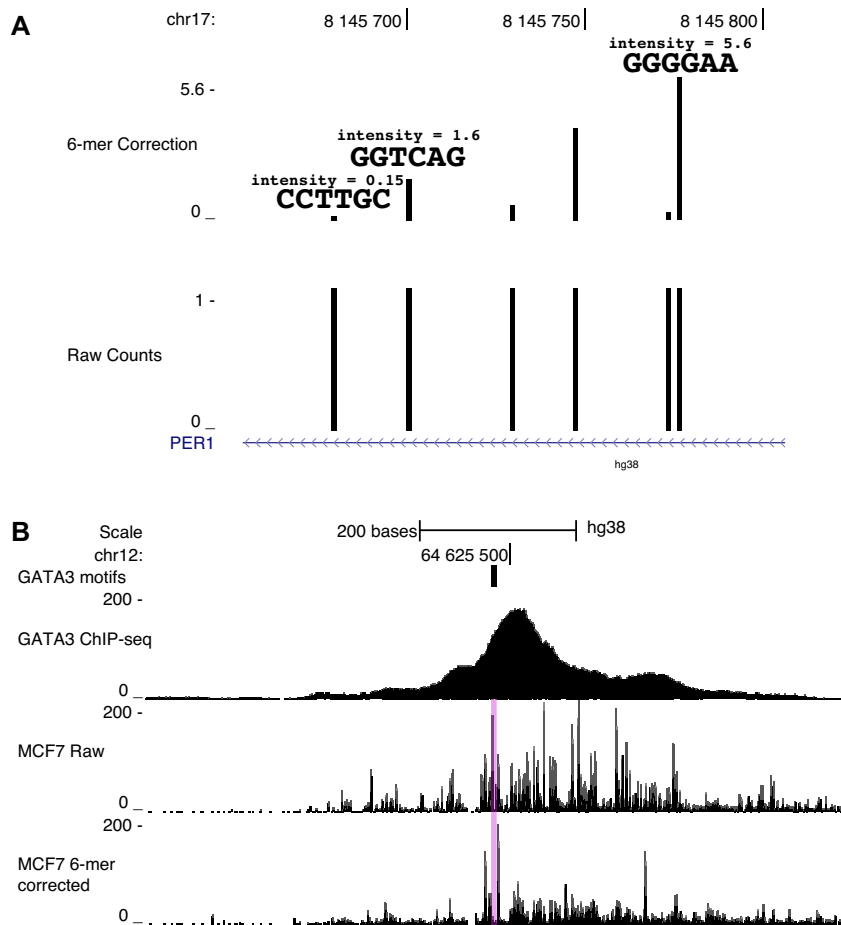 A
chr17: 8 145 700 8 145 750 8 145 800
intensity = 5.6
GGGGAA
5.6 -
6-mer Correction
intensity = 1.6
GGTCAG
intensity = 0.15
CCTTGC
0 _
1 -
Raw Counts
0 _
PER1
hg38
B
Scale 200 bases hg38
chr12: 64 625 500
GATA3 motifs
200 -
GATA3 ChIP-seq
0 _
200 -
MCF7 Raw
0 _
200 -
MCF7 6-mer
corrected
0 _